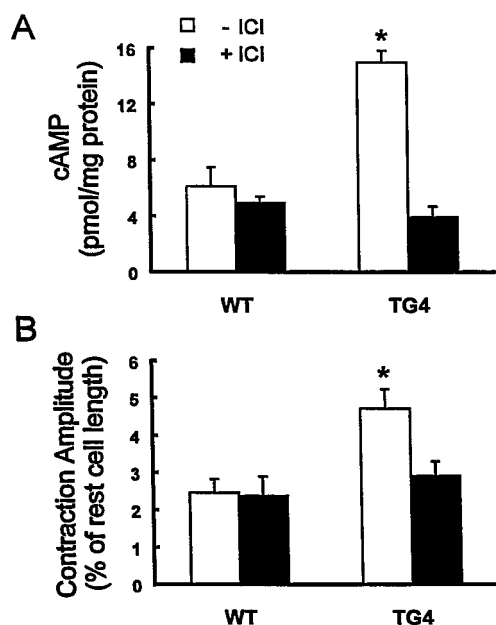 A
- ICI
+ ICI
cAMP
(pmol/mg protein)
16
12
8
4
0
*
WT
TG4
B
Contraction Amplitude
(% of rest cell length)
6
5
4
3
2
1
0
*
WT
TG4